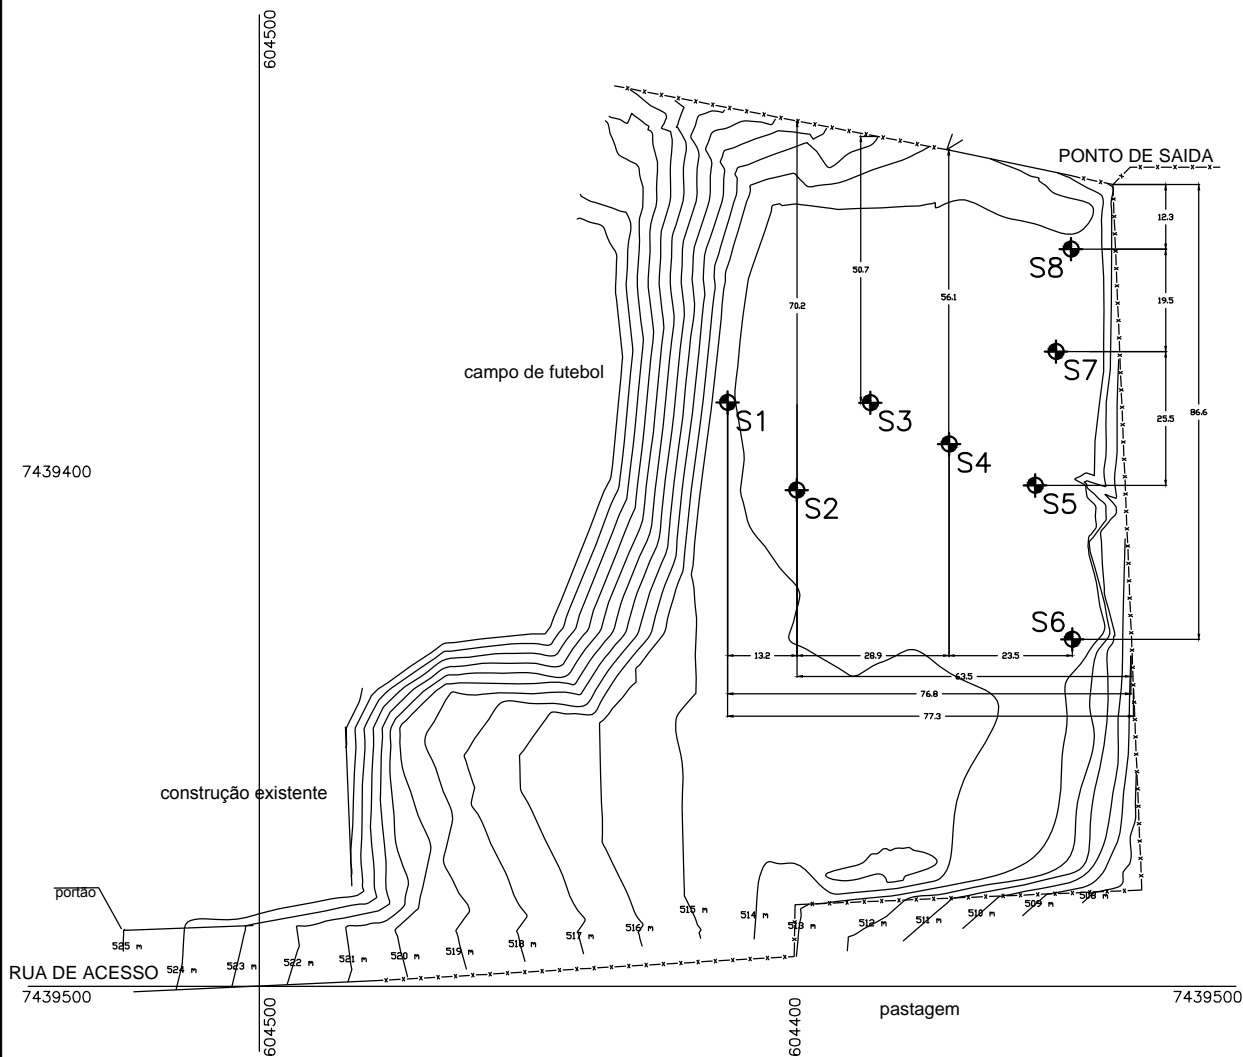 604500
PONTO DE SAIDA
12.3
S8
50.7
56.1
70.2
19.5
campo de futebol
S7
S1
S3
25.5
86.6
S4
7439400
S2
S5
S6
13.2
28.9
23.5
63.5
76.8
77.3
construção existente
portão
525 m
524 m
523 m
522 m
521 m
520 m
519 m
518 m
517 m
516 m
515 m
514 m
513 m
512 m
511 m
510 m
509 m
508 m
RUA DE ACESSO
7439500
604500
604400
pastagem
7439500